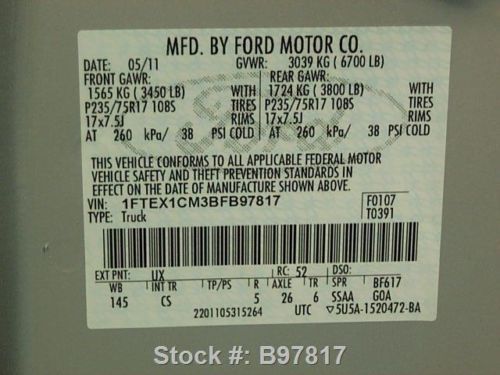 MFD. BY FORD MOTOR CO.
DATE: 05/11 GVWR: 3039 KG ( 6700 LB)
FRONT GAWR: REAR GAWR:
1565 KG ( 3450 LB) WITH 1724 KG ( 3800 LB) WITH
P235/75R17 108S TIRES P235/75R17 108S TIRES
17x7.5J RIMS 17x7.5J RIMS
AT 260 kPa/ 38 PSI COLD AT 260 kPa/ 38 PSI COLD
THIS VEHICLE CONFORMS TO ALL APPLICABLE FEDERAL MOTOR
VEHICLE SAFETY AND THEFT PREVENTION STANDARDS IN
EFFECT ON THE DATE OF MANUFACTURE SHOWN ABOVE.
VIN: 1FTEX1CM3BFB97817 F0107
TYPE: Truck T0391
EXT PNT: UX RC: 52 DSO:
WB INT TR TP/PS R AXLE TR SPR BF617
145 CS 5 26 6 SSAA GOA
2201105315264 UTC ▽5U5A-1520472-BA
Ford
Stock #: B97817